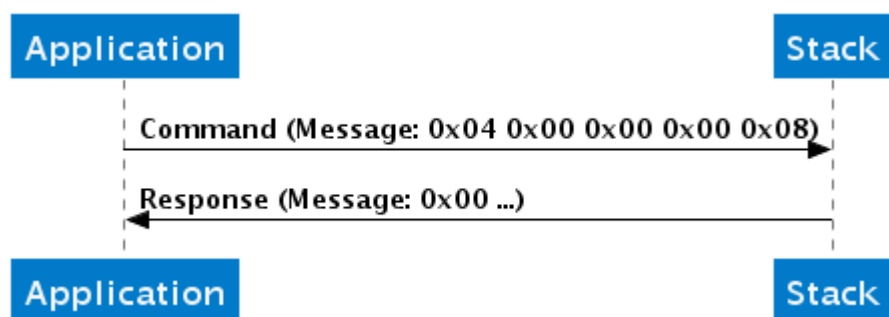 Application Stack
Command (Message: 0x04 0x00 0x00 0x00 0x08)
Response (Message: 0x00 ...)
Application Stack